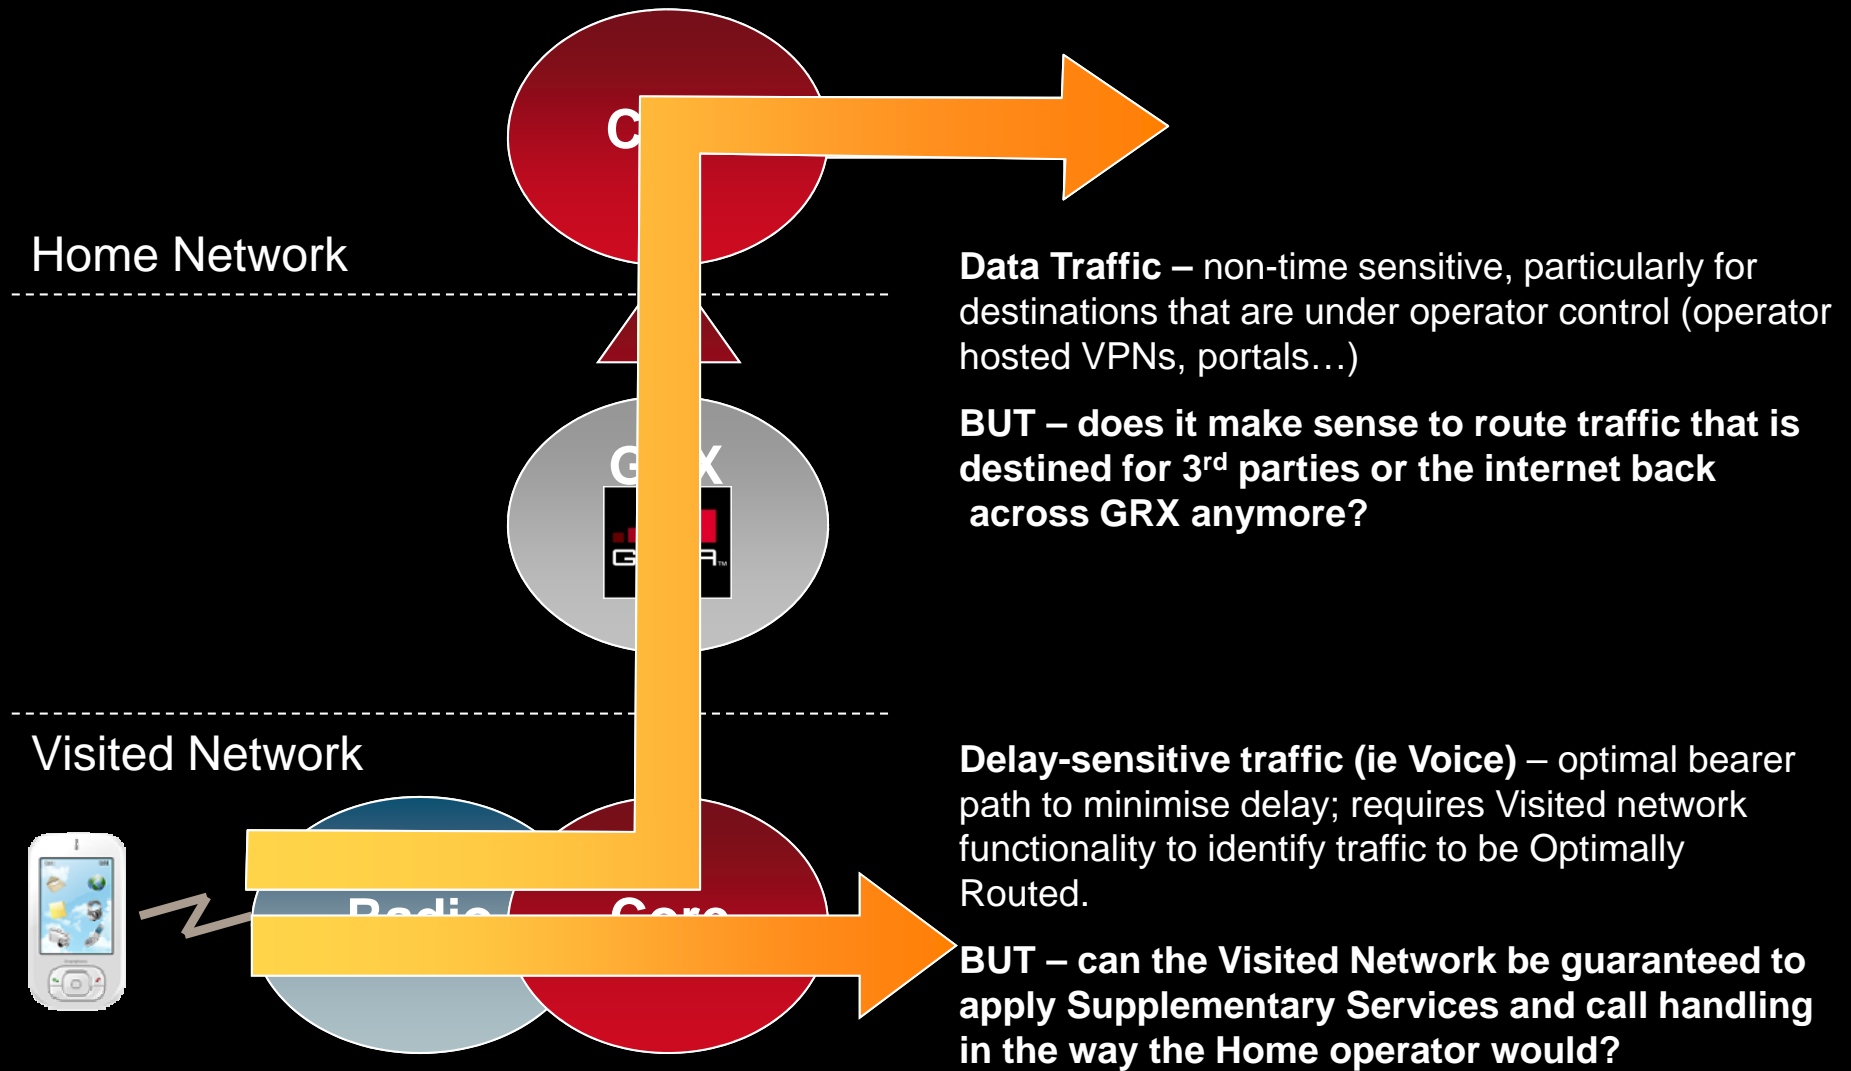 Home Network
Data Traffic – non-time sensitive, particularly for
destinations that are under operator control (operator
hosted VPNs, portals…)
BUT – does it make sense to route traffic that is
destined for 3rd parties or the internet back
across GRX anymore?
Visited Network
Radio
Core
Delay-sensitive traffic (ie Voice) – optimal bearer
path to minimise delay; requires Visited network
functionality to identify traffic to be Optimally
Routed.
BUT – can the Visited Network be guaranteed to
apply Supplementary Services and call handling
in the way the Home operator would?